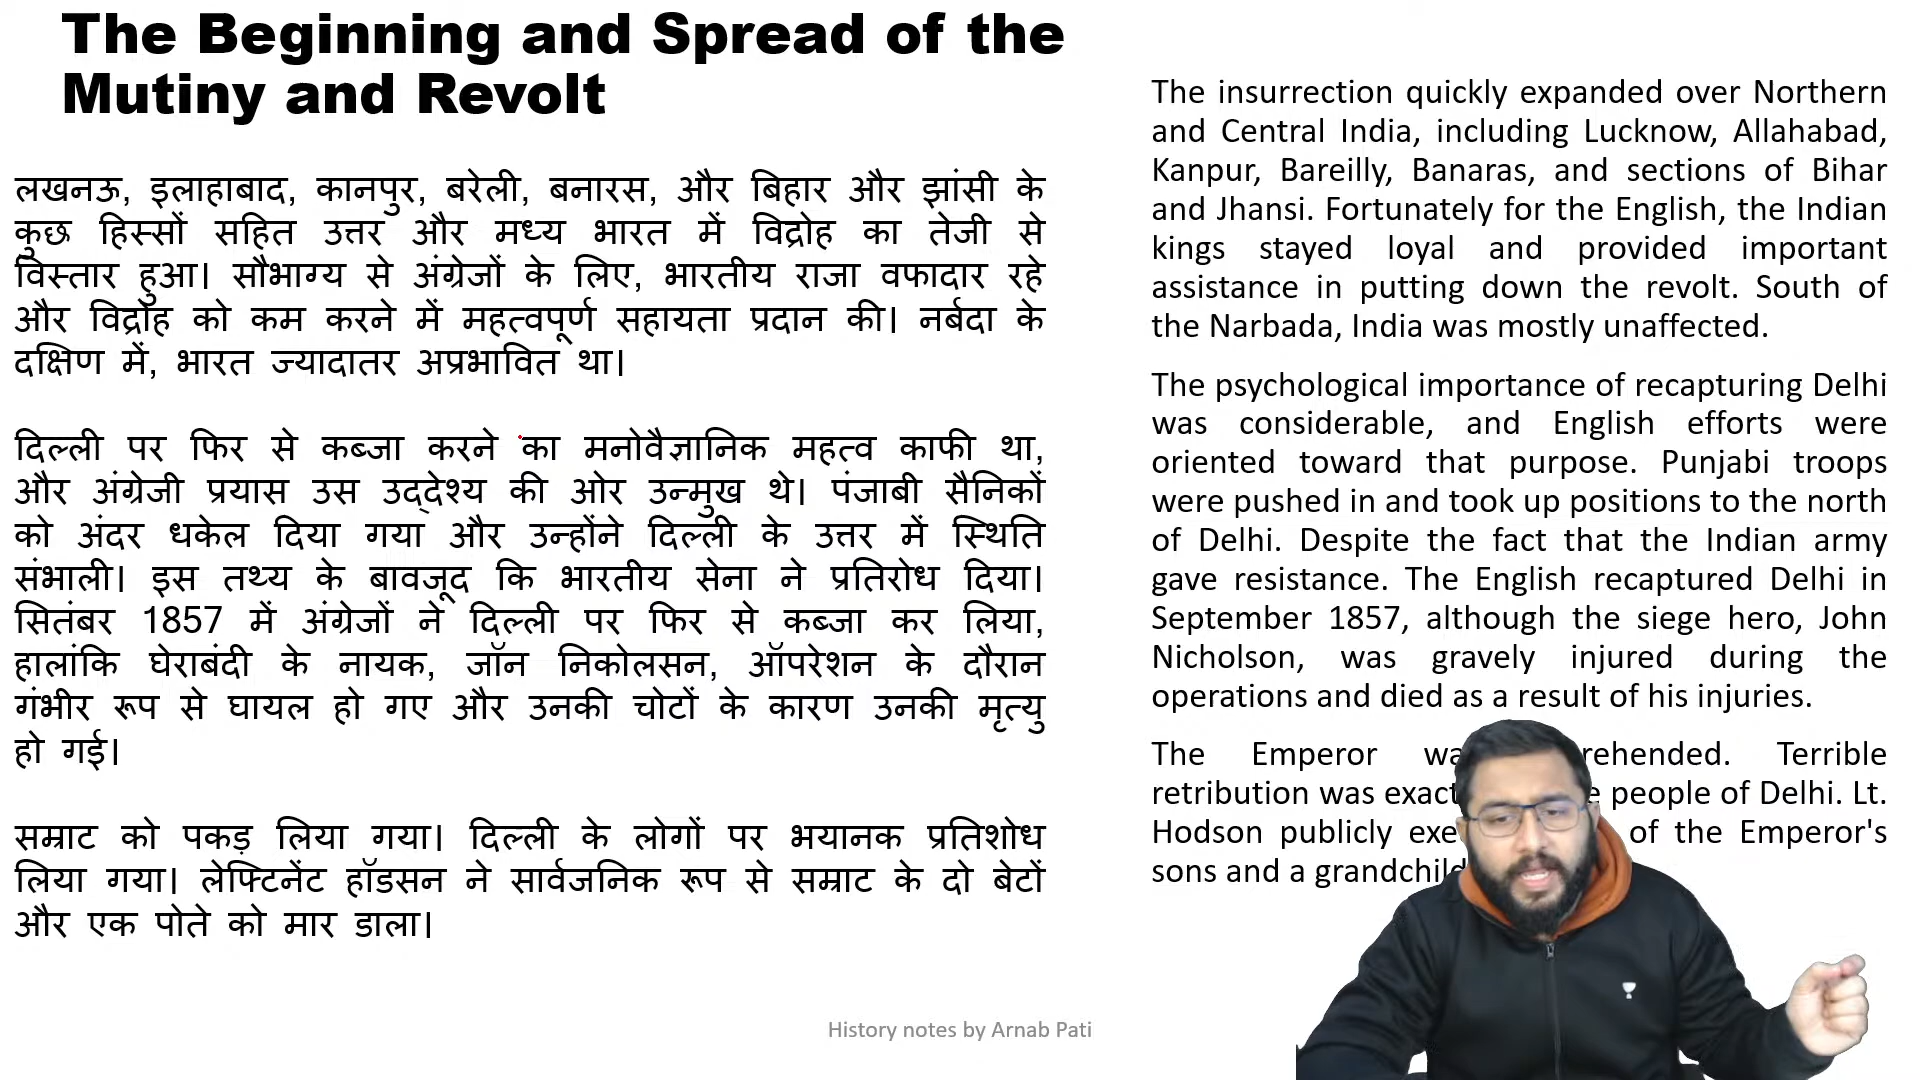 The Beginning and Spread of the
Mutiny and Revolt
लखनऊ, इलाहाबाद, कानपुर, बरेली, बनारस, और बिहार और झांसी के
कुछ हिस्सों सहित उत्तर और मध्य भारत में विद्रोह का तेजी से
विस्तार हुआ। सौभाग्य से अंग्रेजों के लिए, भारतीय राजा वफादार रहे
और विद्रोह को कम करने में महत्वपूर्ण सहायता प्रदान की। नर्बदा के
दक्षिण में, भारत ज्यादातर अप्रभावित था।
दिल्ली पर फिर से कब्जा करने का मनोवैज्ञानिक महत्व काफी था,
और अंग्रेजी प्रयास उस उद्देश्य की ओर उन्मुख थे। पंजाबी सैनिकों
को अंदर धकेल दिया गया और उन्होंने दिल्ली के उत्तर में स्थिति
संभाली। इस तथ्य के बावजूद कि भारतीय सेना ने प्रतिरोध दिया।
सितंबर 1857 में अंग्रेजों ने दिल्ली पर फिर से कब्जा कर लिया,
हालांकि घेराबंदी के नायक, जॉन निकोलसन, ऑपरेशन के दौरान
गंभीर रूप से घायल हो गए और उनकी चोटों के कारण उनकी मृत्यु
हो गई।
सम्राट को पकड़ लिया गया। दिल्ली के लोगों पर भयानक प्रतिशोध
लिया गया। लेफ्टिनेंट हॉडसन ने सार्वजनिक रूप से सम्राट के दो बेटों
और एक पोते को मार डाला।
The insurrection quickly expanded over Northern
and Central India, including Lucknow, Allahabad,
Kanpur, Bareilly, Banaras, and sections of Bihar
and Jhansi. Fortunately for the English, the Indian
kings stayed loyal and provided important
assistance in putting down the revolt. South of
the Narbada, India was mostly unaffected.
The psychological importance of recapturing Delhi
was considerable, and English efforts were
oriented toward that purpose. Punjabi troops
were pushed in and took up positions to the north
of Delhi. Despite the fact that the Indian army
gave resistance. The English recaptured Delhi in
September 1857, although the siege hero, John
Nicholson, was gravely injured during the
operations and died as a result of his injuries.
The Emperor Terrible
retribution was people of Delhi. Lt.
Hodson publicly of the Emperor's
sons and a grandchild
History notes by Arnab Pati